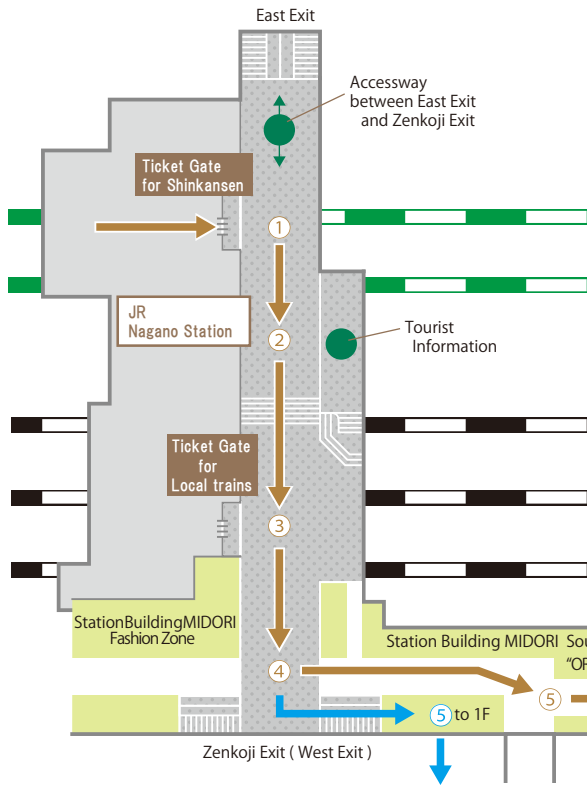 East Exit
Accessway
between East Exit
and Zenkoji Exit
Ticket Gate
for Shinkansen
1
JR
Nagano Station
2
Tourist
Information
Ticket Gate
for
Local trains
3
StationBuildingMIDORI
Fashion Zone
4
Station Building MIDORI
5
5 to 1F
Zenkoji Exit ( West Exit )